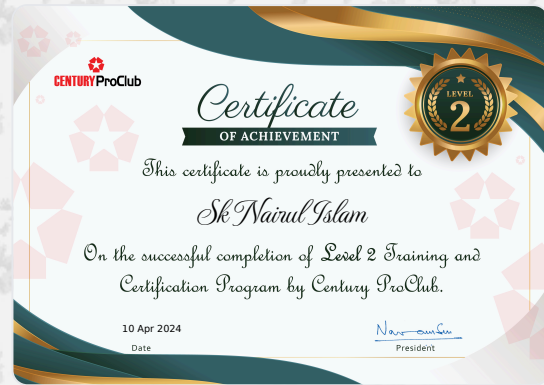 CENTURY ProClub
LEVEL
2
Certificate
OF ACHIEVEMENT
This certificate is proudly presented to
Sk Nairul Islam
On the successful completion of Level 2 Training and
Certification Program by Century ProClub.
10 Apr 2024
Date
President